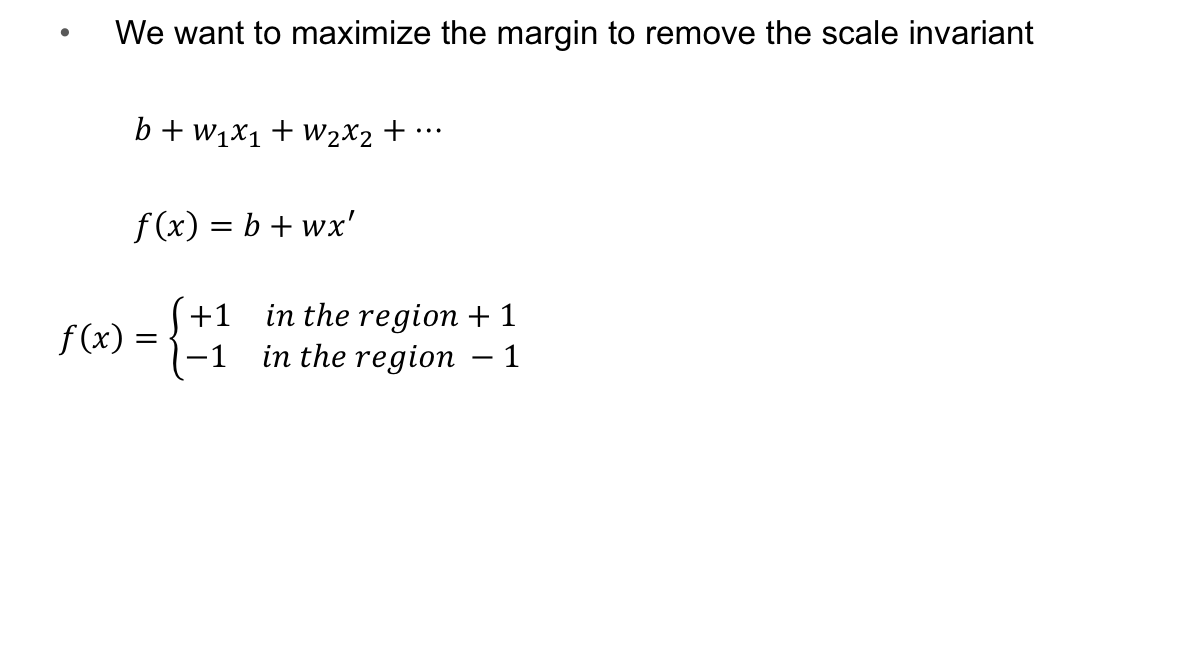 • We want to maximize the margin to remove the scale invariant
b + w₁x₁ + w₂x₂ + ⋯
f(x) = b + wx′
f(x) = { +1 in the region + 1
−1 in the region − 1